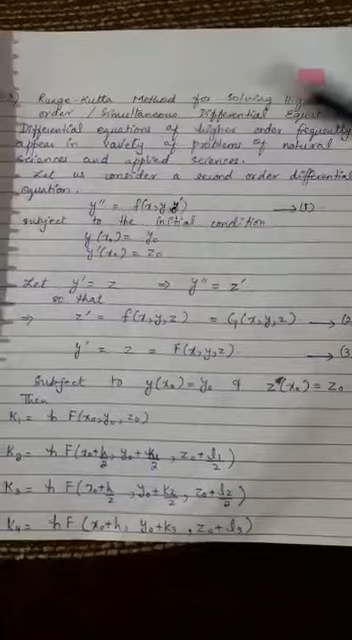 Runge-Kutta Method for solving Hig
order / Simultaneous Differential Equat
Differential equations of higher order frequently
appear in variety of problems of natural
sciences and applied sciences.
Let us consider a second order differential
equation.
y'' = f(x,y,y') → (1)
subject to the initial condition
y(x₀) = y₀
y'(x₀) = z₀
Let y' = z ⇒ y'' = z'
so that
⇒ z' = f(x,y,z) = G(x,y,z) → (2
y' = z = F(x,y,z) → (3)
Subject to y(x₀) = y₀ & z(x₀) = z₀
Then
K₁ = h F(x₀, y₀, z₀)
K₂ = h F(x₀+h/2, y₀+k₁/2, z₀+l₁/2)
K₃ = h F(x₀+h/2, y₀+k₂/2, z₀+l₂/2)
K₄ = h F(x₀+h, y₀+k₃, z₀+l₃)